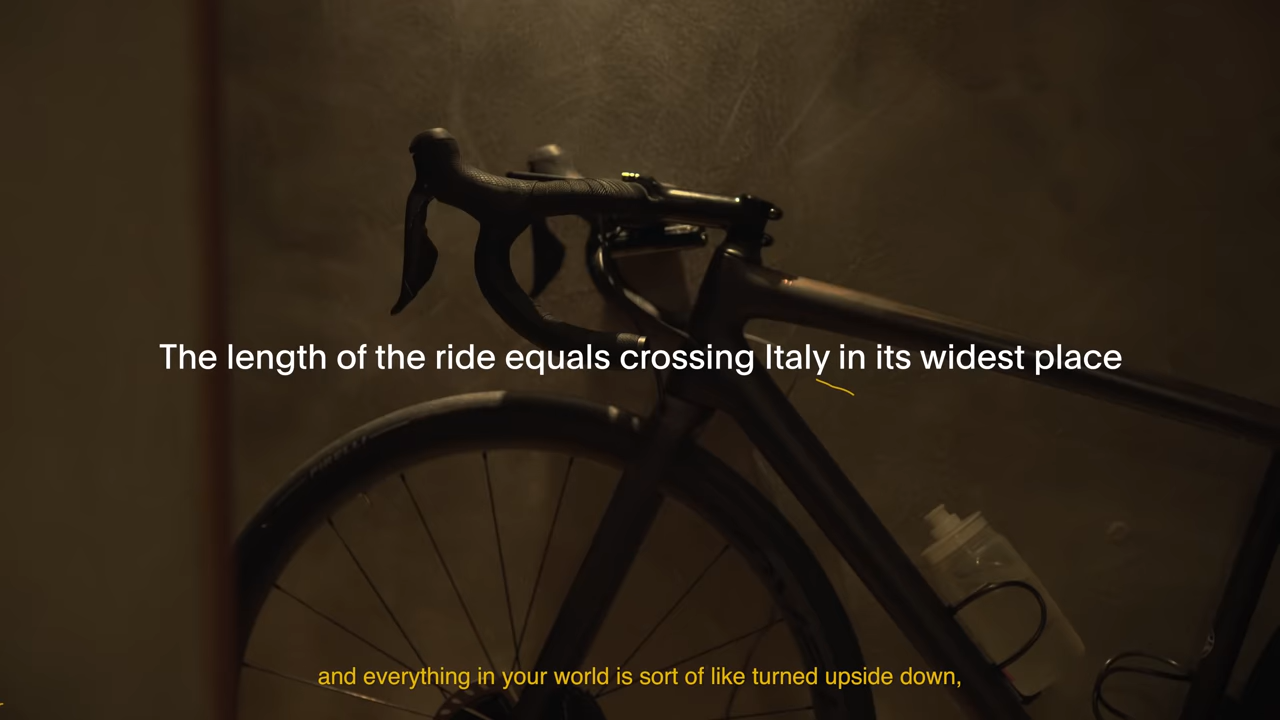 The length of the ride equals crossing Italy in its widest place
and everything in your world is sort of like turned upside down,